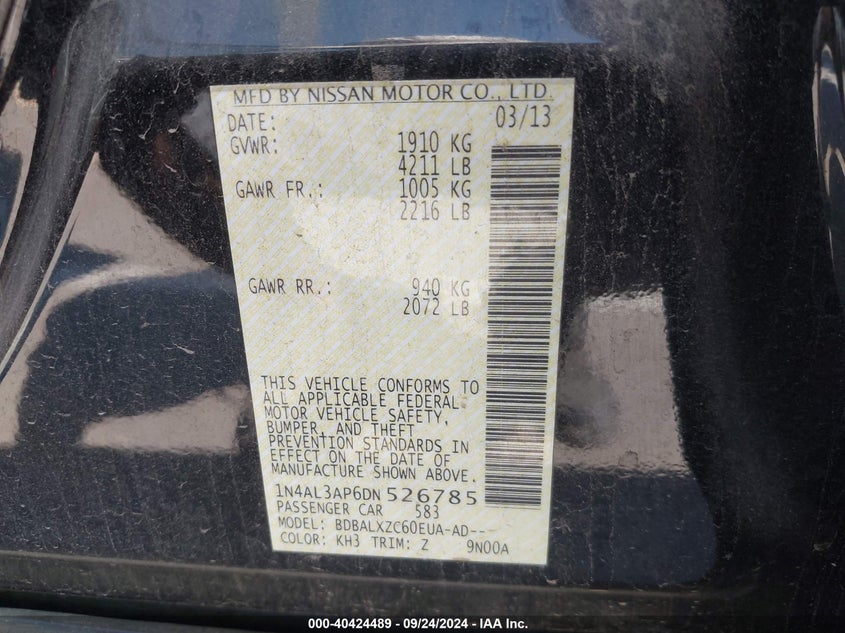 MFD BY NISSAN MOTOR CO., LTD.
DATE: 03/13
GVWR: 1910 KG
4211 LB
GAWR FR.: 1005 KG
2216 LB
GAWR RR.: 940 KG
2072 LB
THIS VEHICLE CONFORMS TO
ALL APPLICABLE FEDERAL
MOTOR VEHICLE SAFETY,
BUMPER, AND THEFT
PREVENTION STANDARDS IN
EFFECT ON THE DATE OF
MANUFACTURE SHOWN ABOVE.
1N4AL3AP6DN526785
PASSENGER CAR 583
MODEL: BDBALXZC60EUA-AD---
COLOR: KH3 TRIM: Z 9N00A
000-40424489 - 09/24/2024 - IAA Inc.